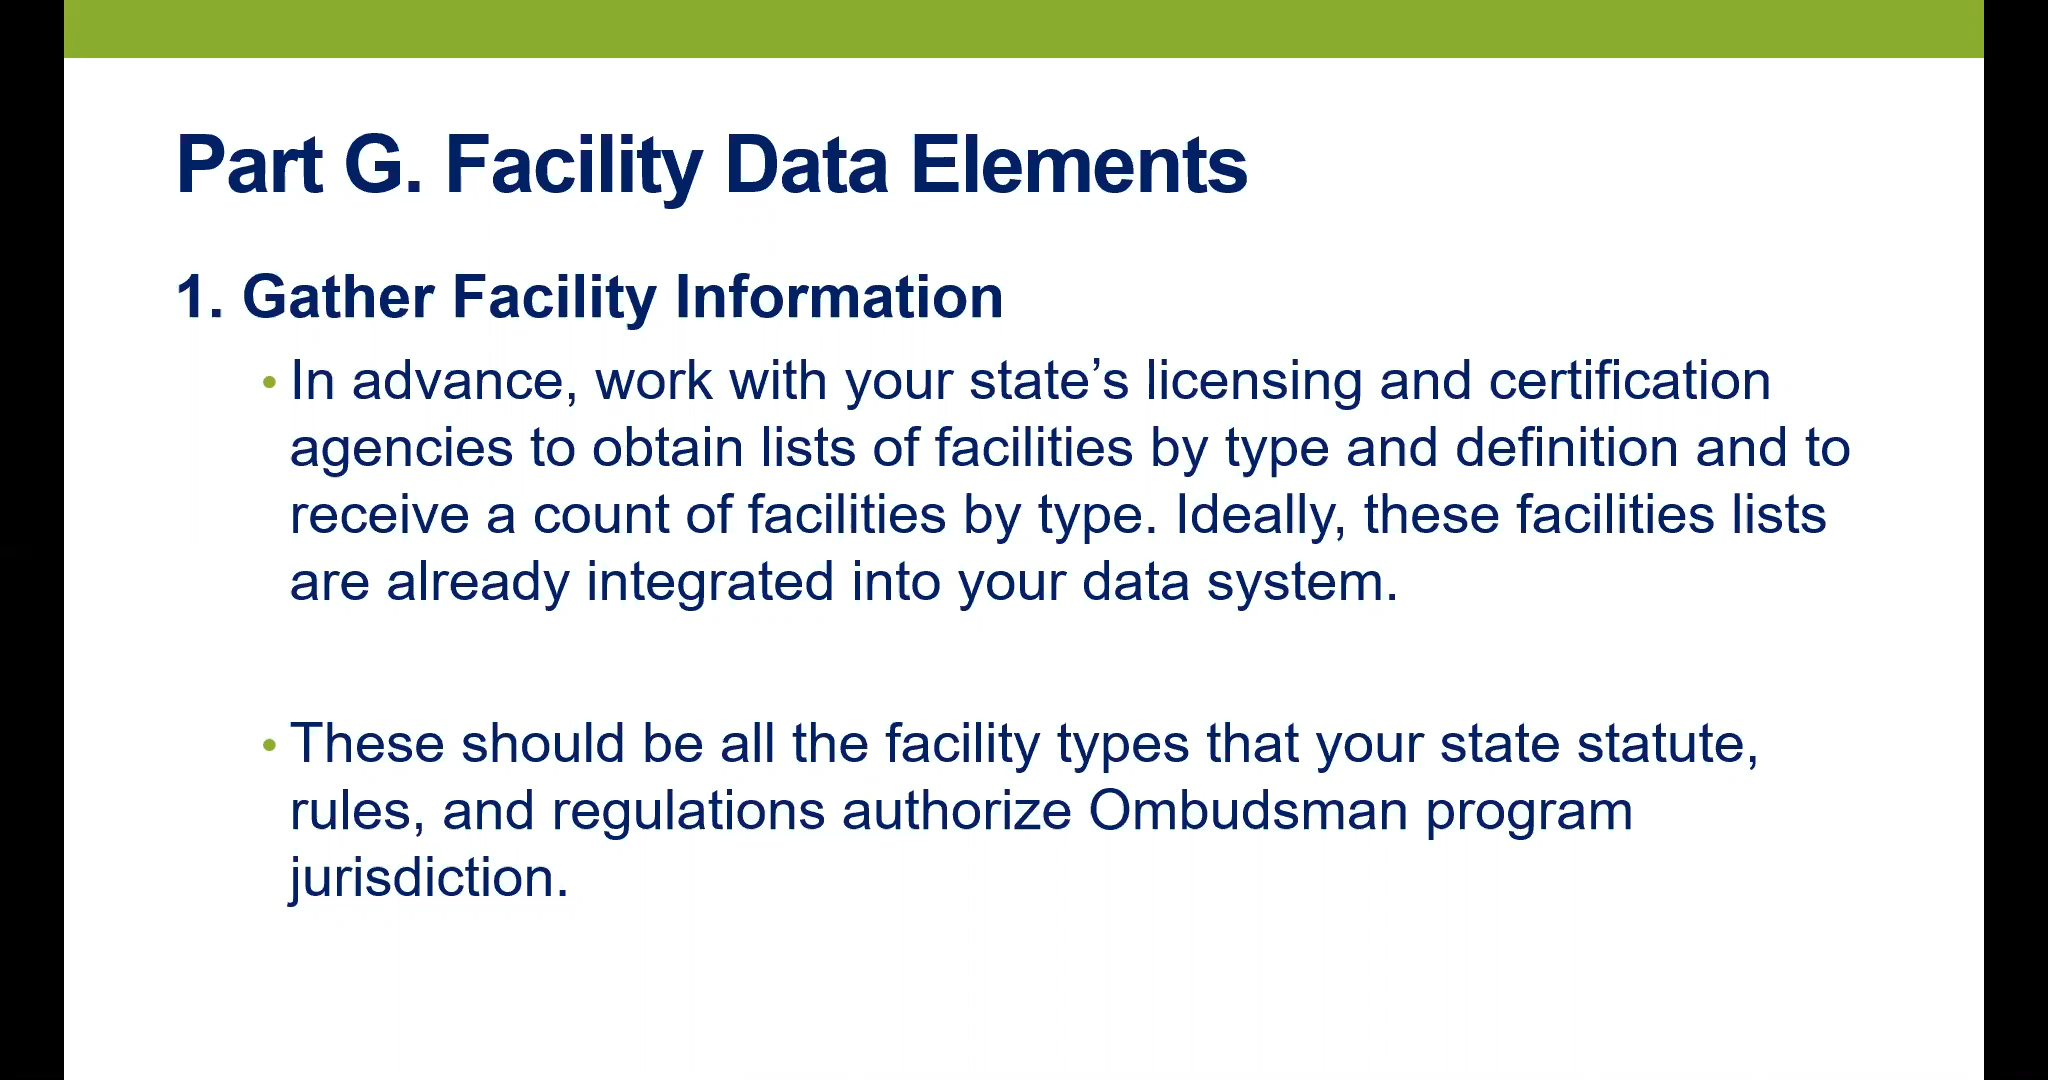 Part G. Facility Data Elements
1. Gather Facility Information
• In advance, work with your state’s licensing and certification
agencies to obtain lists of facilities by type and definition and to
receive a count of facilities by type. Ideally, these facilities lists
are already integrated into your data system.
• These should be all the facility types that your state statute,
rules, and regulations authorize Ombudsman program
jurisdiction.